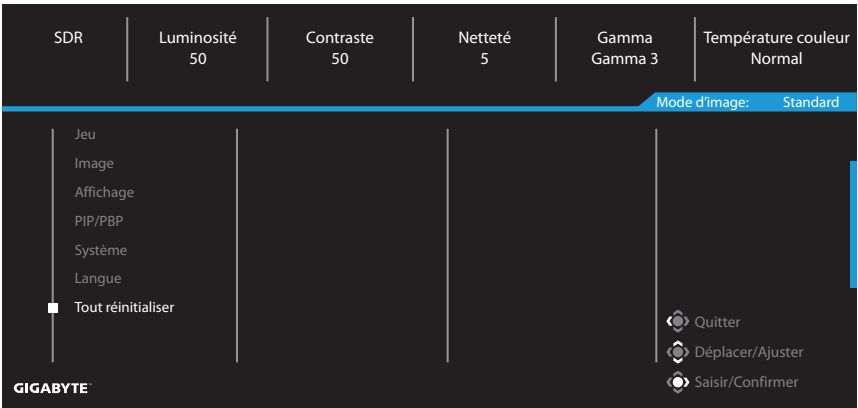 SDR
Luminosité
50
Contraste
50
Netteté
5
Gamma
Gamma 3
Température couleur
Normal
Mode d'image: Standard
Jeu
Image
Affichage
PIP/PBP
Système
Langue
Tout réinitialiser
Quitter
Déplacer/Ajuster
Saisir/Confirmer
GIGABYTE™